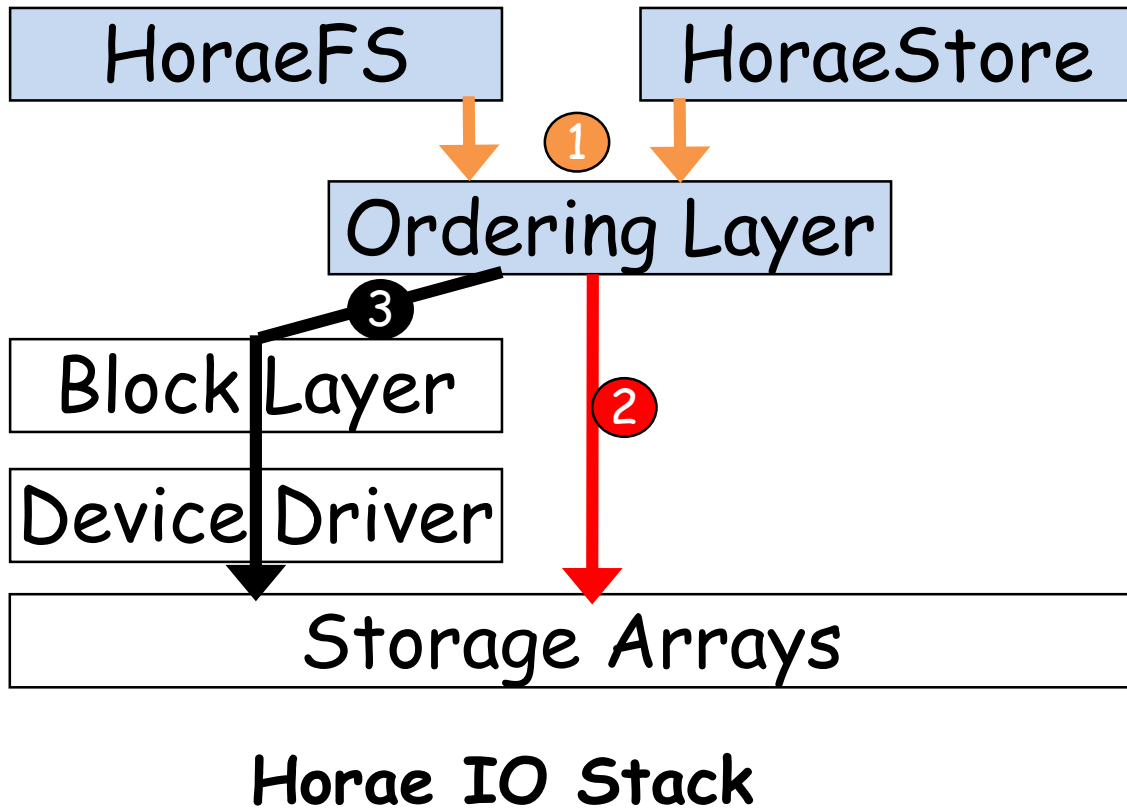 HoraeFS
HoraeStore
1
Ordering Layer
3
Block Layer
2
Device Driver
Storage Arrays
Horae IO Stack